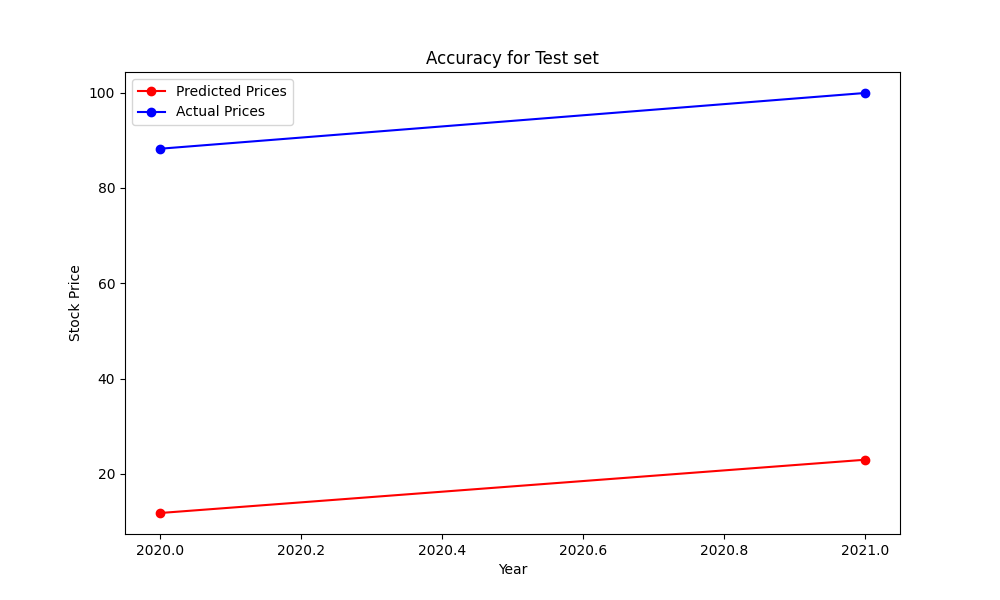 Accuracy for Test set
Predicted Prices
Actual Prices
100
80
60
40
20
Stock Price
2020.0 2020.2 2020.4 2020.6 2020.8 2021.0
Year